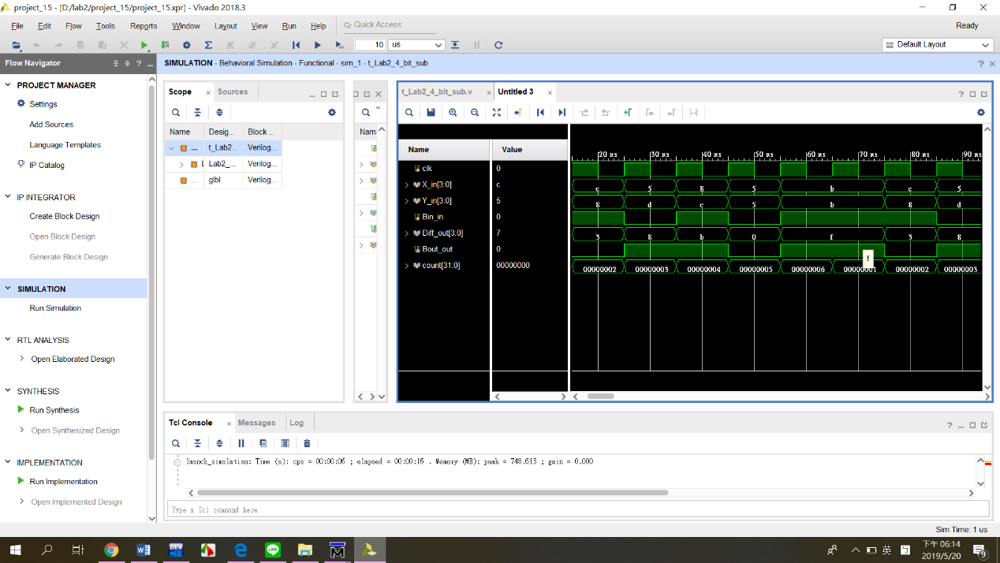 project_15 - [D:/lab2/project_15/project_15.xpr] - Vivado 2018.3
File Edit Flow Tools Reports Window Layout View Run Help Quick Access Ready
10 us Default Layout
Flow Navigator
SIMULATION - Behavioral Simulation - Functional - sim_1 - t_Lab2_4_bit_sub
PROJECT MANAGER
Settings
Add Sources
Language Templates
IP Catalog
IP INTEGRATOR
Create Block Design
Open Block Design
Generate Block Design
SIMULATION
Run Simulation
RTL ANALYSIS
Open Elaborated Design
SYNTHESIS
Run Synthesis
Open Synthesized Design
IMPLEMENTATION
Run Implementation
Open Implemented Design
Scope Sources
Name Desig... Block ...
... t_Lab2... Verilog...
L Lab2_... Verilog...
... glbl Verilog...
Nam
t_Lab2_4_bit_sub.v Untitled 3
Name Value
20 ns 30 ns 40 ns 50 ns 60 ns 70 ns 80 ns 90 ns
clk 0
X_in[3:0] c c 5 8 5 b c 5
Y_in[3:0] 5 8 d c 5 b 8 d
Bin_in 0
Diff_out[3:0] 7 3 8 b 0 f 3 8
Bout_out 0
f
count[31:0] 00000000 00000002 00000003 00000004 00000005 00000006 00000001 00000002 00000003
Tcl Console Messages Log
launch_simulation: Time (s): cpu = 00:00:06 ; elapsed = 00:00:16 . Memory (MB): peak = 748.613 ; gain = 0.000
Type a Tcl command here
Sim Time: 1 us
DEV
C++
LINE
M
英
下午 06:14
2019/5/20
9